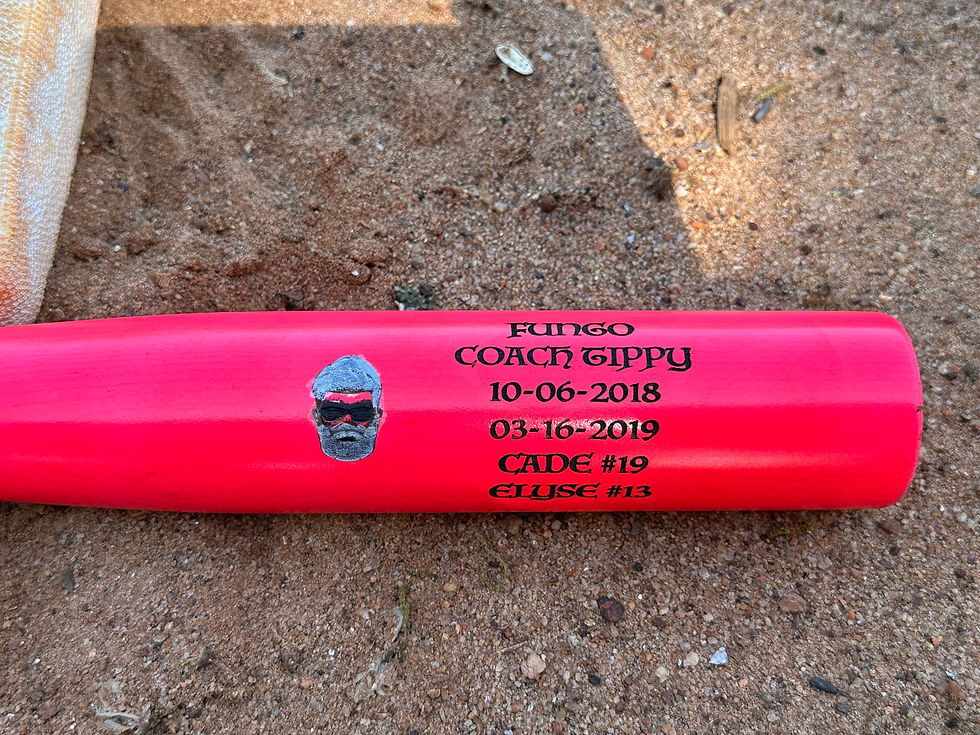 FUNGO
COACH TIPPY
10-06-2018
03-16-2019
CADE #19
ELYSE #13